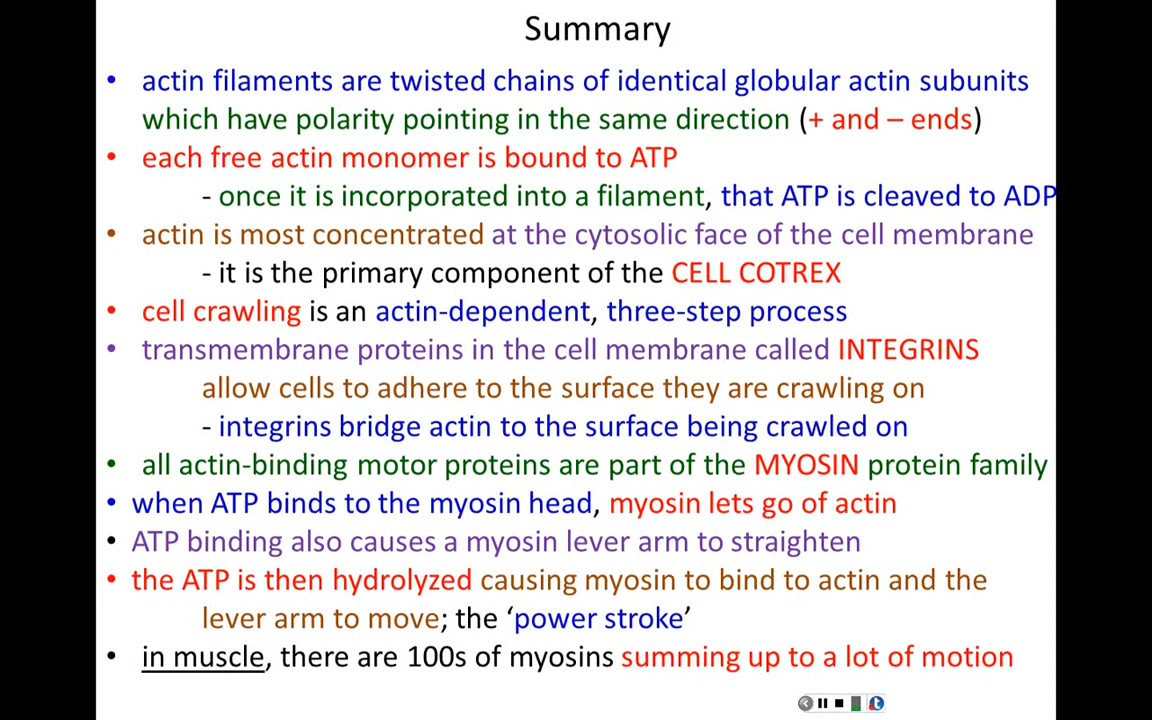 Summary
• actin filaments are twisted chains of identical globular actin subunits
which have polarity pointing in the same direction (+ and – ends)
• each free actin monomer is bound to ATP
- once it is incorporated into a filament, that ATP is cleaved to ADP
• actin is most concentrated at the cytosolic face of the cell membrane
- it is the primary component of the CELL COTREX
• cell crawling is an actin-dependent, three-step process
• transmembrane proteins in the cell membrane called INTEGRINS
allow cells to adhere to the surface they are crawling on
- integrins bridge actin to the surface being crawled on
• all actin-binding motor proteins are part of the MYOSIN protein family
• when ATP binds to the myosin head, myosin lets go of actin
• ATP binding also causes a myosin lever arm to straighten
• the ATP is then hydrolyzed causing myosin to bind to actin and the
lever arm to move; the ‘power stroke’
• in muscle, there are 100s of myosins summing up to a lot of motion